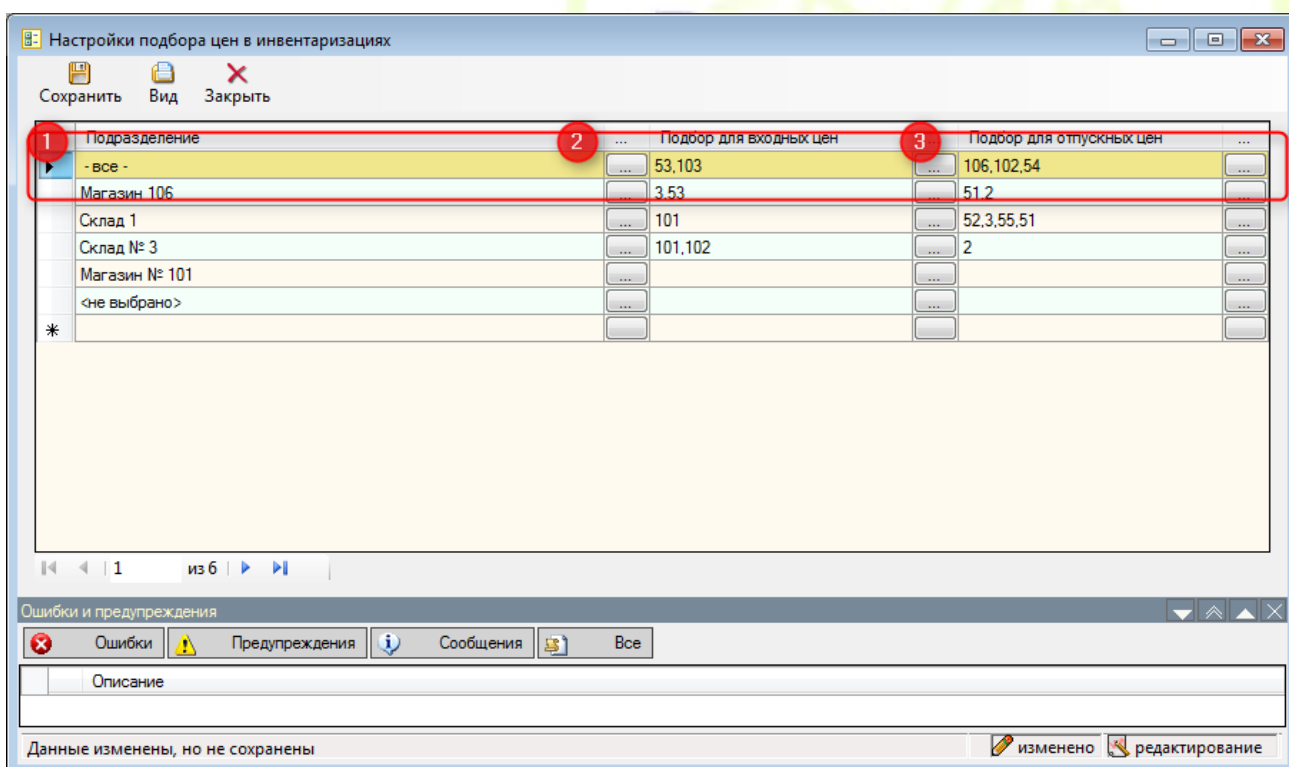 Настройки подбора цен в инвентаризациях
Сохранить Вид Закрыть
1 Подразделение 2 ... Подбор для входных цен 3 ... Подбор для отпускных цен ...
- все - ... 53,103 ... 106,102,54 ...
Магазин 106 ... 3,53 ... 51,2 ...
Склад 1 ... 101 ... 52,3,55,51 ...
Склад № 3 ... 101,102 ... 2 ...
Магазин № 101 ... ... ...
<не выбрано> ... ... ...
1 из 6
Ошибки и предупреждения
Ошибки Предупреждения Сообщения Все
Описание
Данные изменены, но не сохранены изменено редактирование